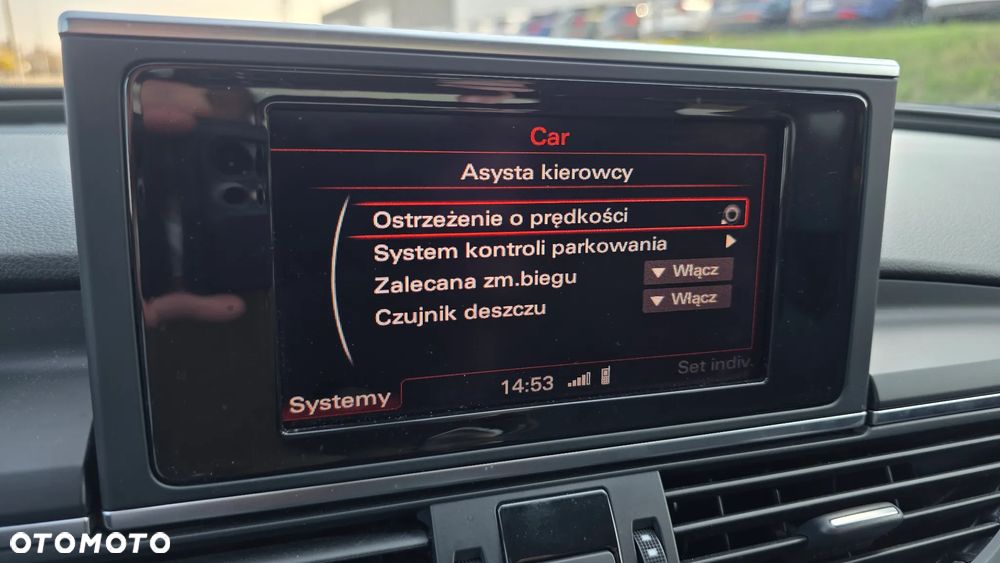 Car
Asysta kierowcy
Ostrzeżenie o prędkości
System kontroli parkowania
Zalecana zm.biegu Włącz
Czujnik deszczu Włącz
Set indiv.
Systemy 14:53
OTOMOTO